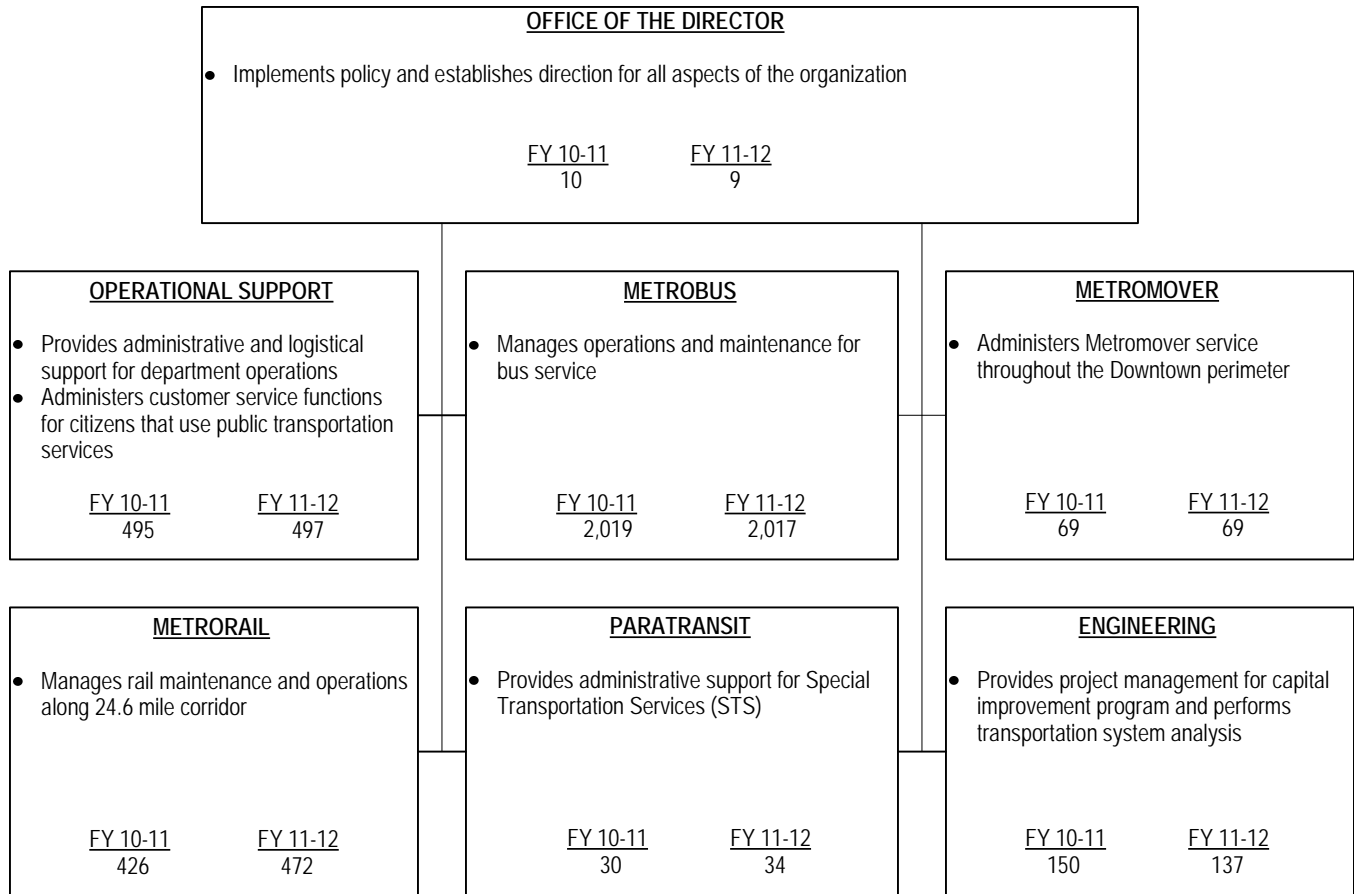 OFFICE OF THE DIRECTOR
• Implements policy and establishes direction for all aspects of the organization
FY 10-11 FY 11-12
10 9
OPERATIONAL SUPPORT
• Provides administrative and logistical
support for department operations
• Administers customer service functions
for citizens that use public transportation
services
FY 10-11 FY 11-12
495 497
METROBUS
• Manages operations and maintenance for
bus service
FY 10-11 FY 11-12
2,019 2,017
METROMOVER
• Administers Metromover service
throughout the Downtown perimeter
FY 10-11 FY 11-12
69 69
METRORAIL
• Manages rail maintenance and operations
along 24.6 mile corridor
FY 10-11 FY 11-12
426 472
PARATRANSIT
• Provides administrative support for Special
Transportation Services (STS)
FY 10-11 FY 11-12
30 34
ENGINEERING
• Provides project management for capital
improvement program and performs
transportation system analysis
FY 10-11 FY 11-12
150 137